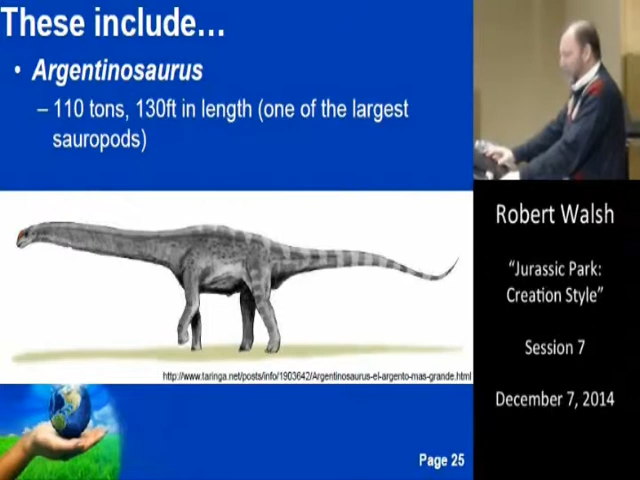 These include…
• Argentinosaurus
– 110 tons, 130ft in length (one of the largest
sauropods)
http://www.taringa.net/posts/info/1903642/Argentinosaurus-el-argento-mas-grande.html
Page 25
Robert Walsh
“Jurassic Park:
Creation Style”
Session 7
December 7, 2014